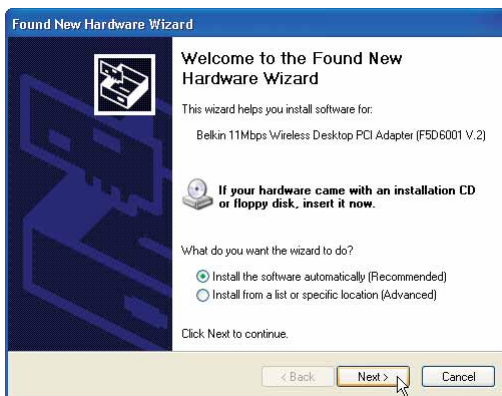 Found New Hardware Wizard
Welcome to the Found New
Hardware Wizard
This wizard helps you install software for:
Belkin 11Mbps Wireless Desktop PCI Adapter (F5D6001 V.2)
If your hardware came with an installation CD
or floppy disk, insert it now.
What do you want the wizard to do?
Install the software automatically (Recommended)
Install from a list or specific location (Advanced)
Click Next to continue.
< Back Next > Cancel